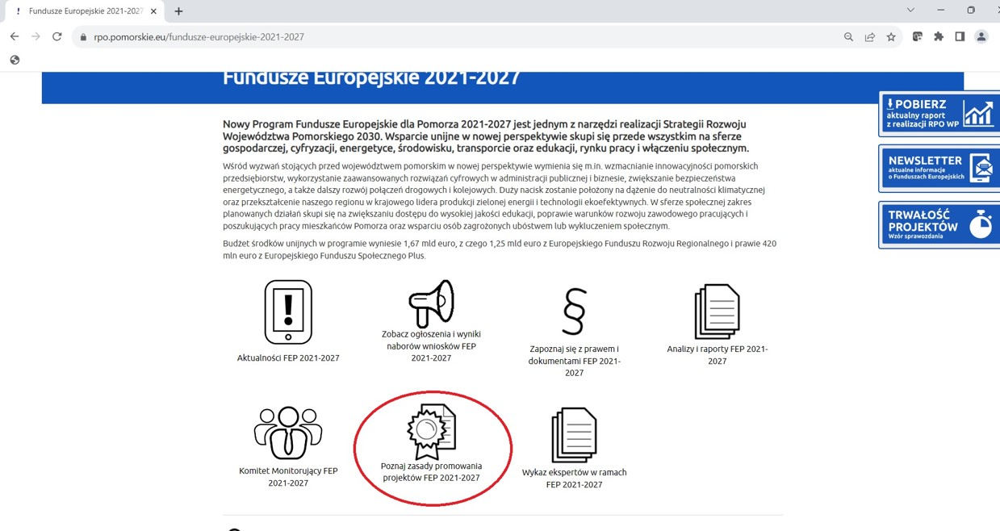 Fundusze Europejskie 2021-2027
rpo.pomorskie.eu/fundusze-europejskie-2021-2027
Fundusze Europejskie 2021-2027
Nowy Program Fundusze Europejskie dla Pomorza 2021-2027 jest jednym z narzędzi realizacji Strategii Rozwoju
Województwa Pomorskiego 2030. Wsparcie unijne w nowej perspektywie skupi się przede wszystkim na sferze
gospodarczej, cyfryzacji, energetyce, środowisku, transporcie oraz edukacji, rynku pracy i włączeniu społecznym.
Wśród wyzwań stojących przed województwem pomorskim w nowej perspektywie wymienia się m.in. wzmacnianie innowacyjności pomorskich
przedsiębiorstw, wykorzystanie zaawansowanych rozwiązań cyfrowych w administracji publicznej i biznesie, zwiększanie bezpieczeństwa
energetycznego, a także dalszy rozwój połączeń drogowych i kolejowych. Duży nacisk zostanie położony na dążenie do neutralności klimatycznej
oraz przekształcenie naszego regionu w krajowego lidera produkcji zielonej energii i technologii ekoefektywnych. W sferze społecznej zakres
planowanych działań skupi się na zwiększaniu dostępu do wysokiej jakości edukacji, poprawie warunków rozwoju zawodowego pracujących i
poszukujących pracy mieszkańców Pomorza oraz wsparciu osób zagrożonych ubóstwem lub wykluczeniem społecznym.
Budżet środków unijnych w programie wyniesie 1,67 mld euro, z czego 1,25 mld euro z Europejskiego Funduszu Rozwoju Regionalnego i prawie 420
mln euro z Europejskiego Funduszu Społecznego Plus.
POBIERZ
aktualny raport
z realizacji RPO WP
NEWSLETTER
aktualne informacje
o Funduszach Europejskich
TRWAŁOŚĆ
PROJEKTÓW
Wzór sprawozdania
Aktualności FEP 2021-2027
Zobacz ogłoszenia i wyniki
naborów wniosków FEP
2021-2027
Zapoznaj się z prawem i
dokumentami FEP 2021-
2027
Analizy i raporty FEP 2021-
2027
Komitet Monitorujący FEP
2021-2027
Poznaj zasady promowania
projektów FEP 2021-2027
Wykaz ekspertów w ramach
FEP 2021-2027